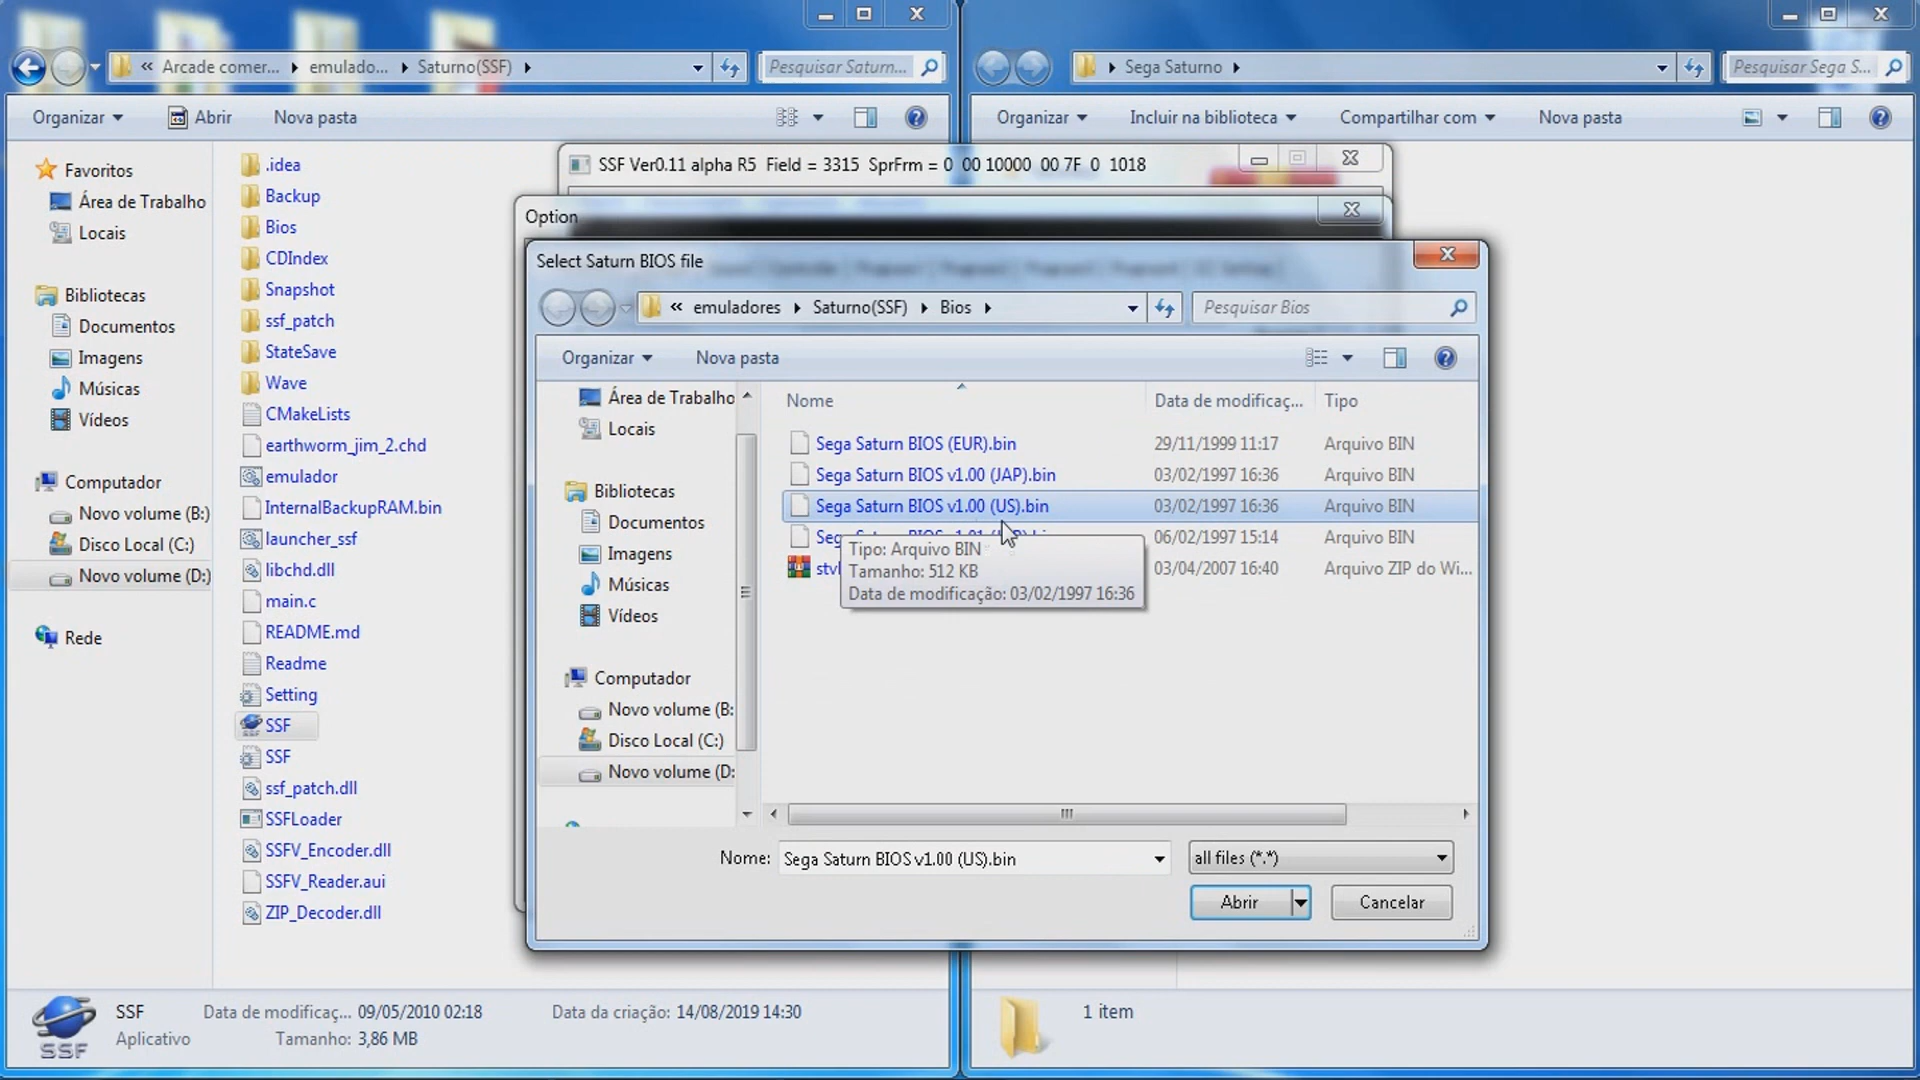 « Arcade comer... emulado... Saturno(SSF)
Pesquisar Saturn...
Organizar Abrir Nova pasta
Favoritos
Área de Trabalho
Locais
Bibliotecas
Documentos
Imagens
Músicas
Vídeos
Computador
Novo volume (B:)
Disco Local (C:)
Novo volume (D:)
Rede
.idea
Backup
Bios
CDIndex
Snapshot
ssf_patch
StateSave
Wave
CMakeLists
earthworm_jim_2.chd
emulador
InternalBackupRAM.bin
launcher_ssf
libchd.dll
main.c
README.md
Readme
Setting
SSF
SSF
ssf_patch.dll
SSFLoader
SSFV_Encoder.dll
SSFV_Reader.aui
ZIP_Decoder.dll
SSF Data de modificaç... 09/05/2010 02:18 Data da criação: 14/08/2019 14:30
Aplicativo Tamanho: 3,86 MB
SSF
Sega Saturno
Pesquisar Sega S...
Organizar Incluir na biblioteca Compartilhar com Nova pasta
1 item
SSF Ver0.11 alpha R5 Field = 3315 SprFrm = 0 00 10000 00 7F 0 1018
Option
Select Saturn BIOS file
« emuladores Saturno(SSF) Bios
Pesquisar Bios
Organizar Nova pasta
Área de Trabalho
Locais
Bibliotecas
Documentos
Imagens
Músicas
Vídeos
Computador
Novo volume (B:
Disco Local (C:)
Novo volume (D:
Nome Data de modificaç... Tipo
Sega Saturn BIOS (EUR).bin 29/11/1999 11:17 Arquivo BIN
Sega Saturn BIOS v1.00 (JAP).bin 03/02/1997 16:36 Arquivo BIN
Sega Saturn BIOS v1.00 (US).bin 03/02/1997 16:36 Arquivo BIN
06/02/1997 15:14 Arquivo BIN
03/04/2007 16:40 Arquivo ZIP do Wi...
Tipo: Arquivo BIN
Tamanho: 512 KB
Data de modificação: 03/02/1997 16:36
Nome: Sega Saturn BIOS v1.00 (US).bin all files (*.*)
Abrir Cancelar